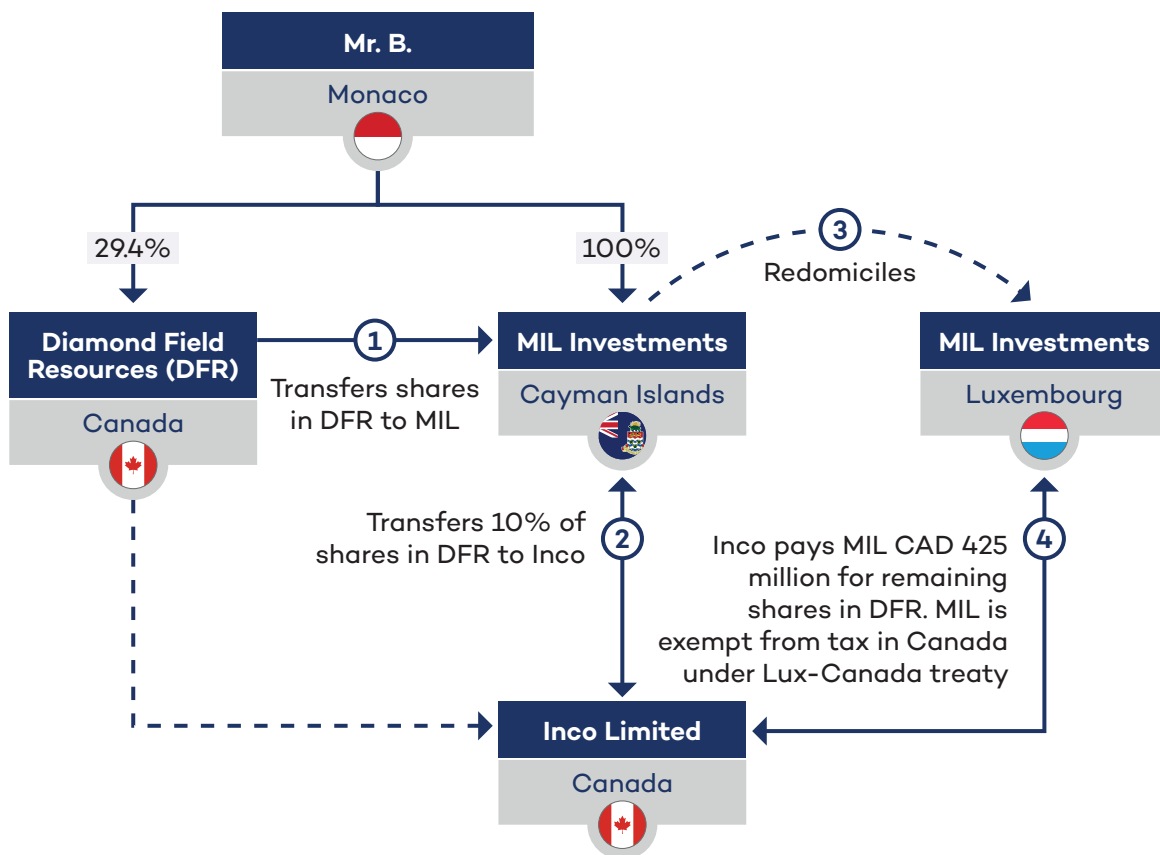 Mr. B.
Monaco
29.4%
100%
3
Redomiciles
Diamond Field
Resources (DFR)
Canada
1
Transfers shares
in DFR to MIL
MIL Investments
Cayman Islands
MIL Investments
Luxembourg
Transfers 10% of
shares in DFR to Inco
2
Inco pays MIL CAD 425
million for remaining
shares in DFR. MIL is
exempt from tax in Canada
under Lux-Canada treaty
4
Inco Limited
Canada